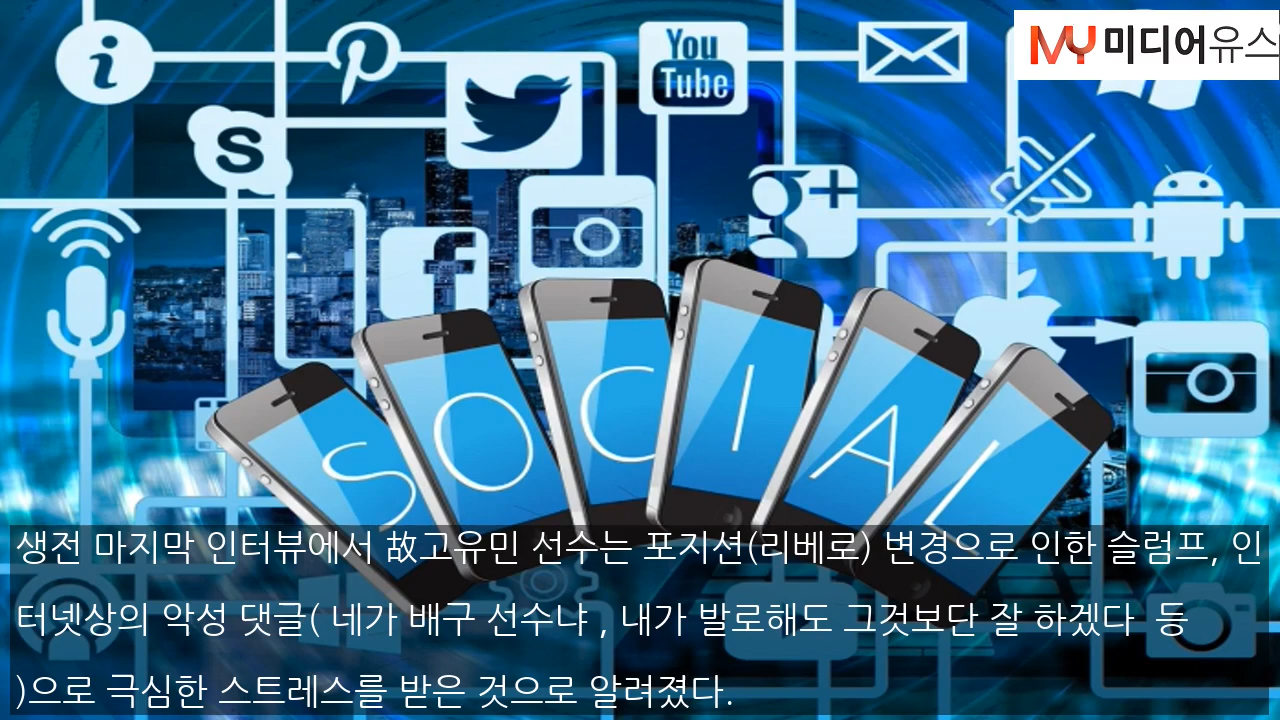 MY 미디어유스
You
Tube
SOCIAL
생전 마지막 인터뷰에서 故고유민 선수는 포지션(리베로) 변경으로 인한 슬럼프, 인
터넷상의 악성 댓글( 네가 배구 선수냐 , 내가 발로해도 그것보단 잘 하겠다  등
)으로 극심한 스트레스를 받은 것으로 알려졌다.